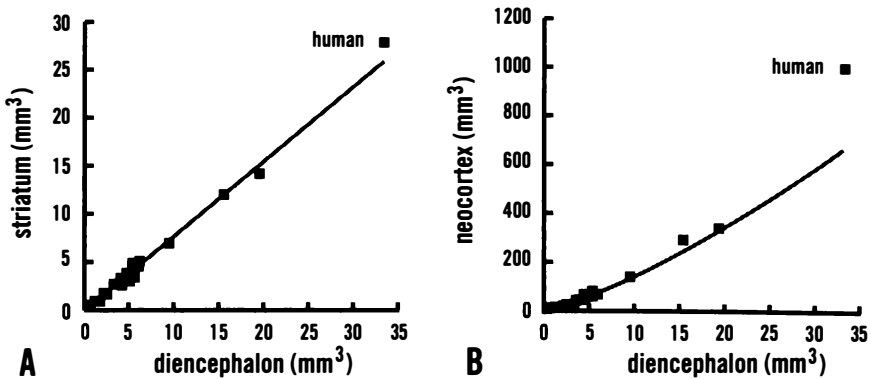 30
25
20
15
10
5
0
striatum (mm³)
human
0 5 10 15 20 25 30 35
A diencephalon (mm³)
1200
1000
800
600
400
200
0
neocortex (mm³)
human
0 5 10 15 20 25 30 35
B diencephalon (mm³)